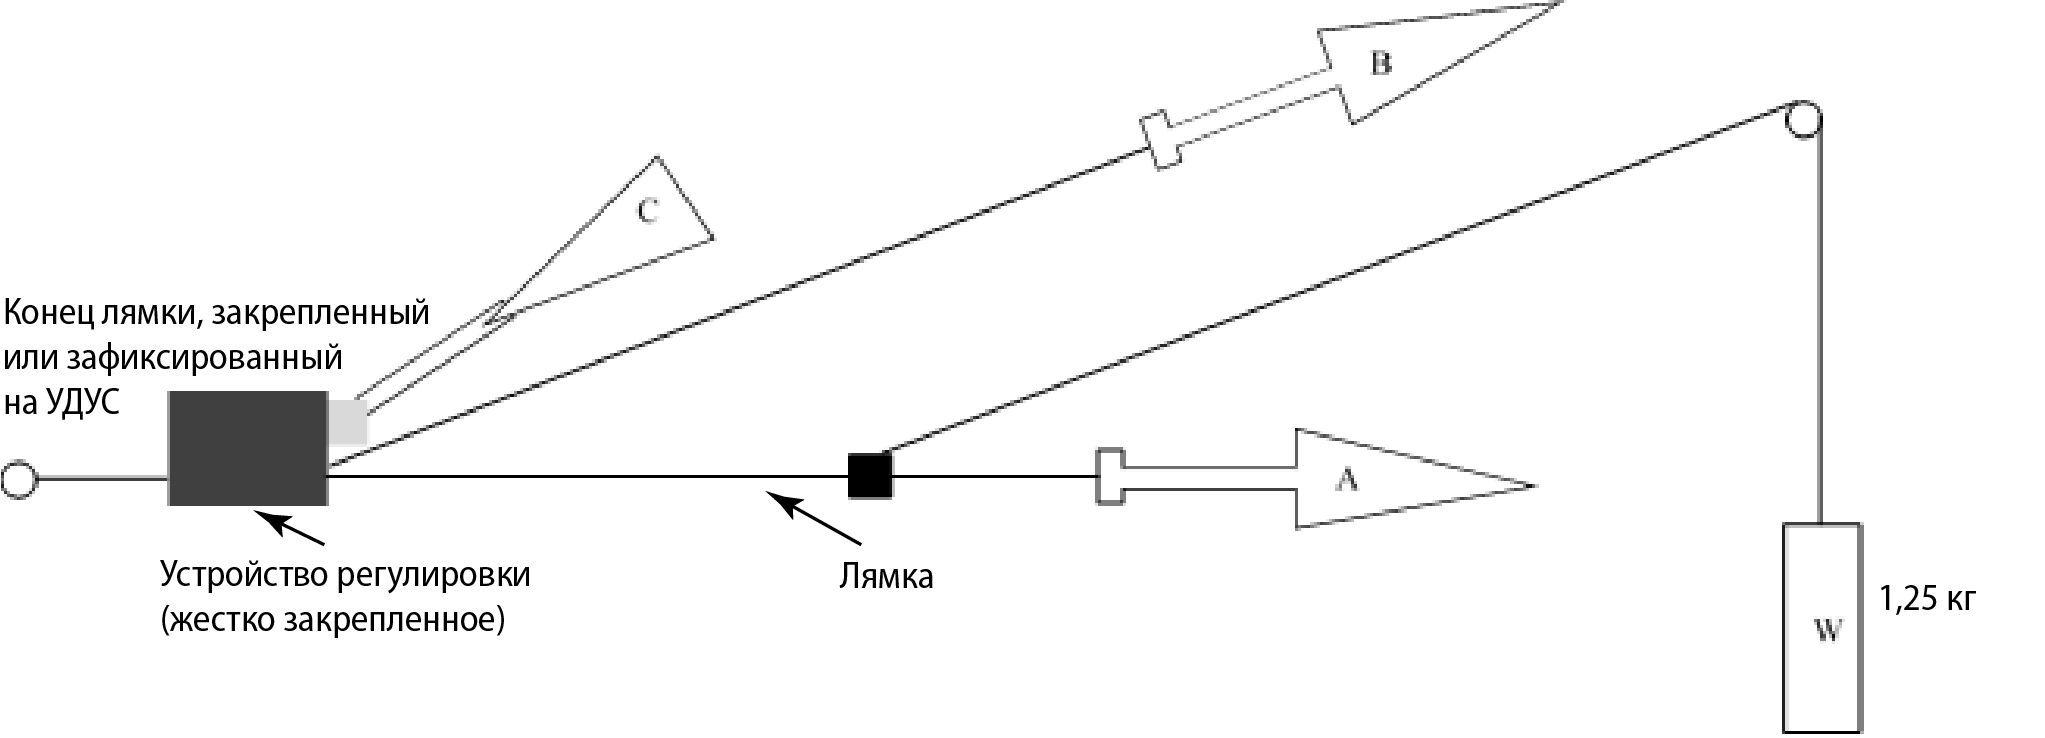 B
C
Конец лямки, закрепленный
или зафиксированный
на УДУС
A
Устройство регулировки
(жестко закрепленное)
Лямка
1,25 кг
W